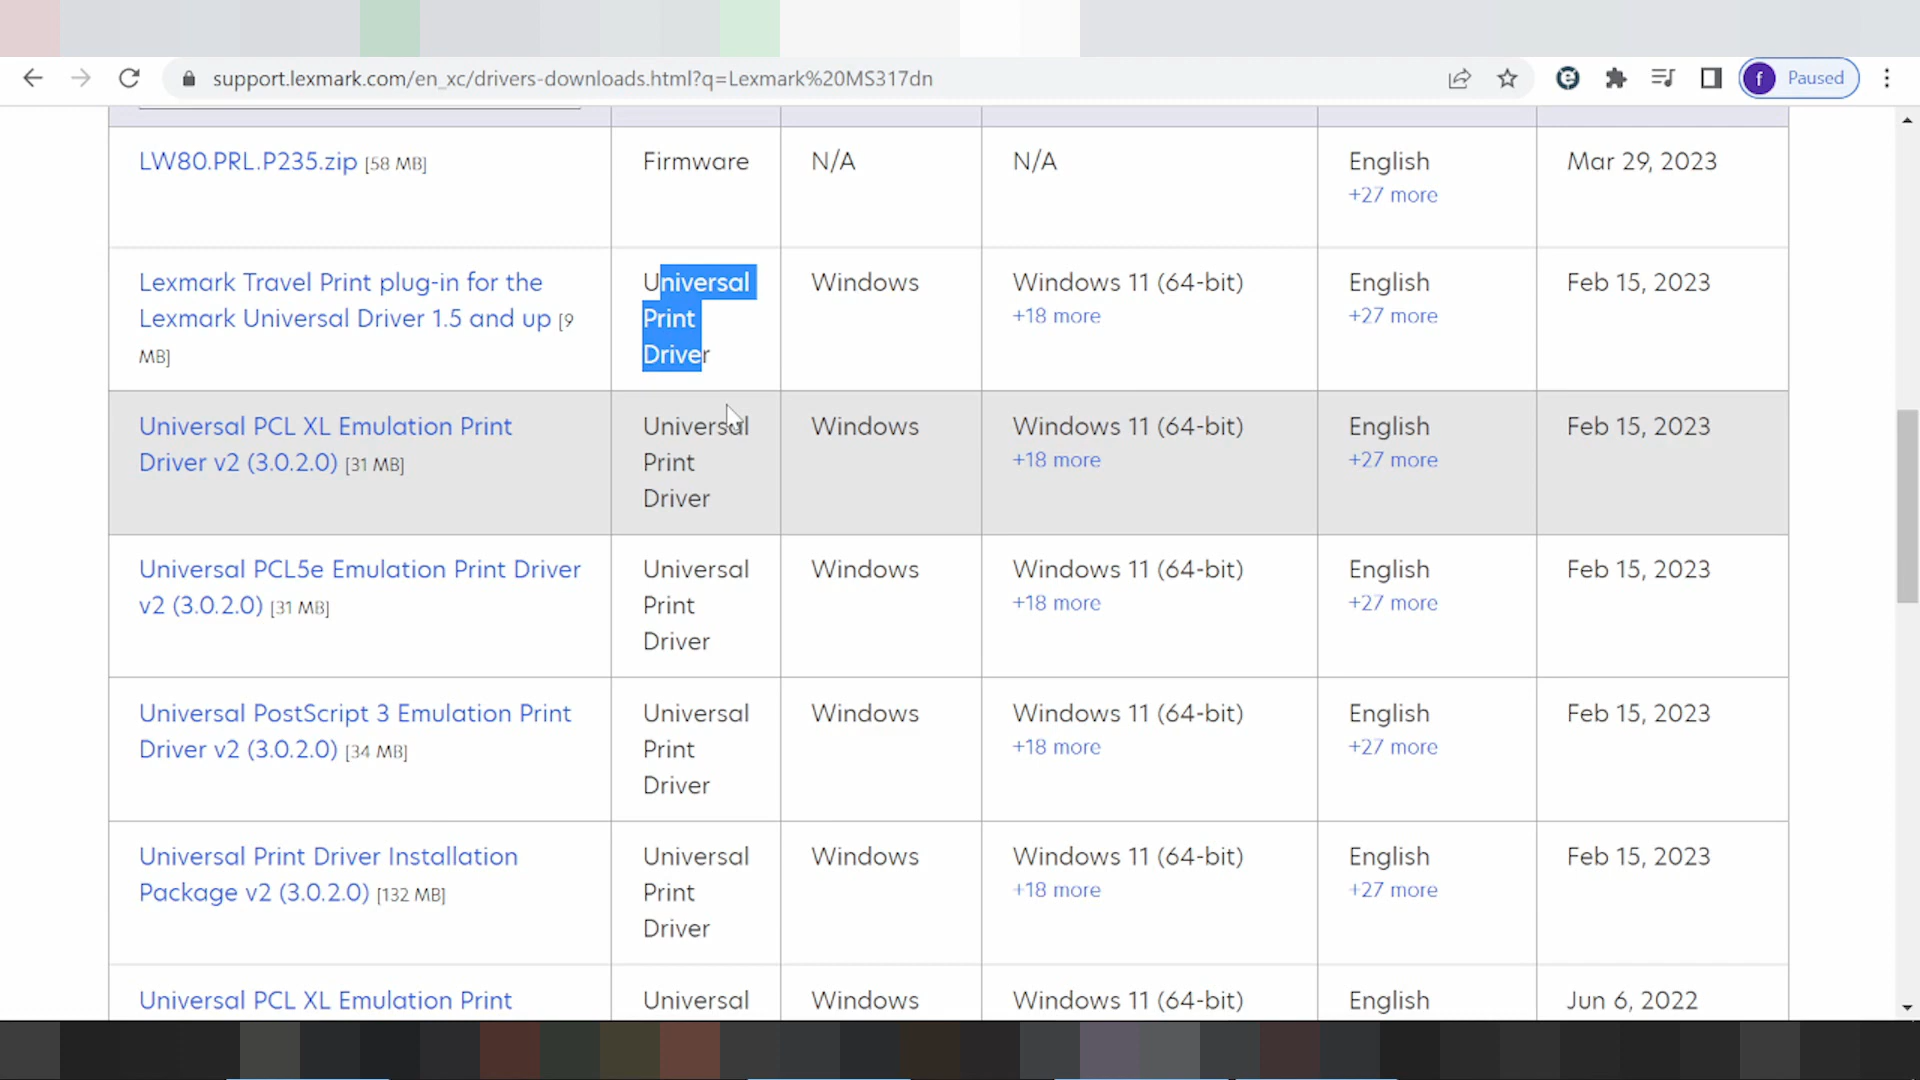 support.lexmark.com/en_xc/drivers-downloads.html?q=Lexmark%20MS317dn
f Paused
LW80.PRL.P235.zip [58 MB] Firmware N/A N/A English Mar 29, 2023
+27 more
Lexmark Travel Print plug-in for the Universal Windows Windows 11 (64-bit) English Feb 15, 2023
Lexmark Universal Driver 1.5 and up [9 Print +18 more +27 more
MB] Driver
Universal PCL XL Emulation Print Universal Windows Windows 11 (64-bit) English Feb 15, 2023
Driver v2 (3.0.2.0) [31 MB] Print +18 more +27 more
Driver
Universal PCL5e Emulation Print Driver Universal Windows Windows 11 (64-bit) English Feb 15, 2023
v2 (3.0.2.0) [31 MB] Print +18 more +27 more
Driver
Universal PostScript 3 Emulation Print Universal Windows Windows 11 (64-bit) English Feb 15, 2023
Driver v2 (3.0.2.0) [34 MB] Print +18 more +27 more
Driver
Universal Print Driver Installation Universal Windows Windows 11 (64-bit) English Feb 15, 2023
Package v2 (3.0.2.0) [132 MB] Print +18 more +27 more
Driver
Universal PCL XL Emulation Print Universal Windows Windows 11 (64-bit) English Jun 6, 2022